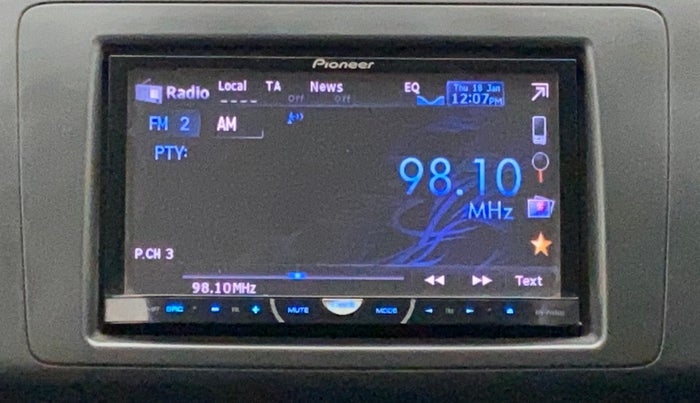 Pioneer
Radio Local TA News EQ Thu 18 Jan
Off Off 12:07PM
FM 2 AM
PTY:
98.10
MHz
P.CH 3
98.10MHz Text
SRC MUTE MODE